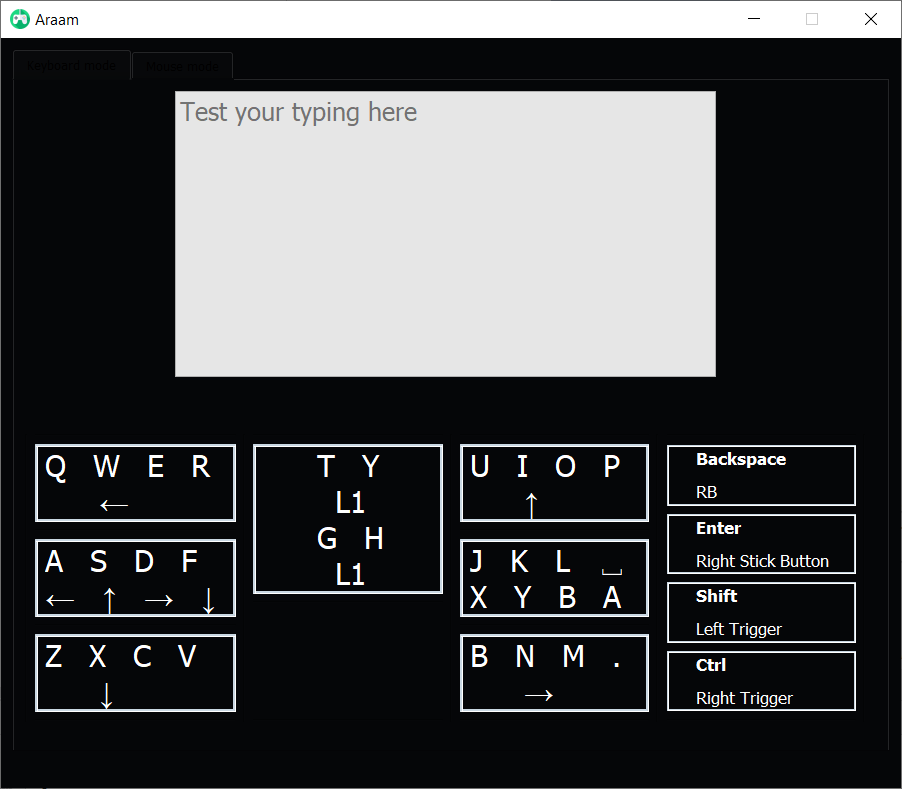 Araam
Keyboard mode Mouse mode
Test your typing here
Q W E R
←
T Y
L1
G H
L1
U I O P
↑
A S D F
← ↑ → ↓
J K L ⎵
X Y B A
Z X C V
↓
B N M .
→
Backspace
RB
Enter
Right Stick Button
Shift
Left Trigger
Ctrl
Right Trigger